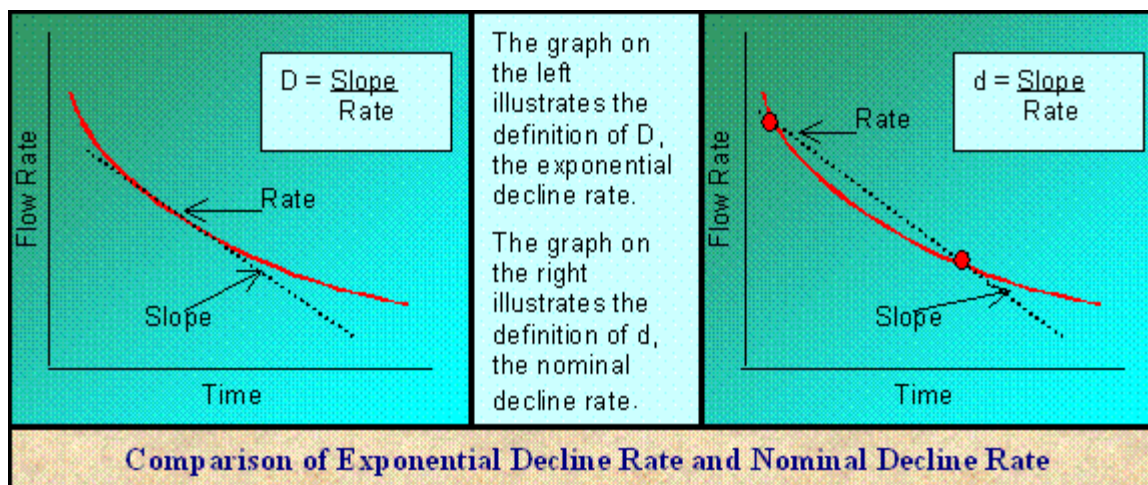 D = Slope
Rate
Rate
Slope
Flow Rate
Time
The graph on
the left
illustrates the
definition of D,
the exponential
decline rate.
The graph on
the right
illustrates the
definition of d,
the nominal
decline rate.
d = Slope
Rate
Rate
Slope
Flow Rate
Time
Comparison of Exponential Decline Rate and Nominal Decline Rate